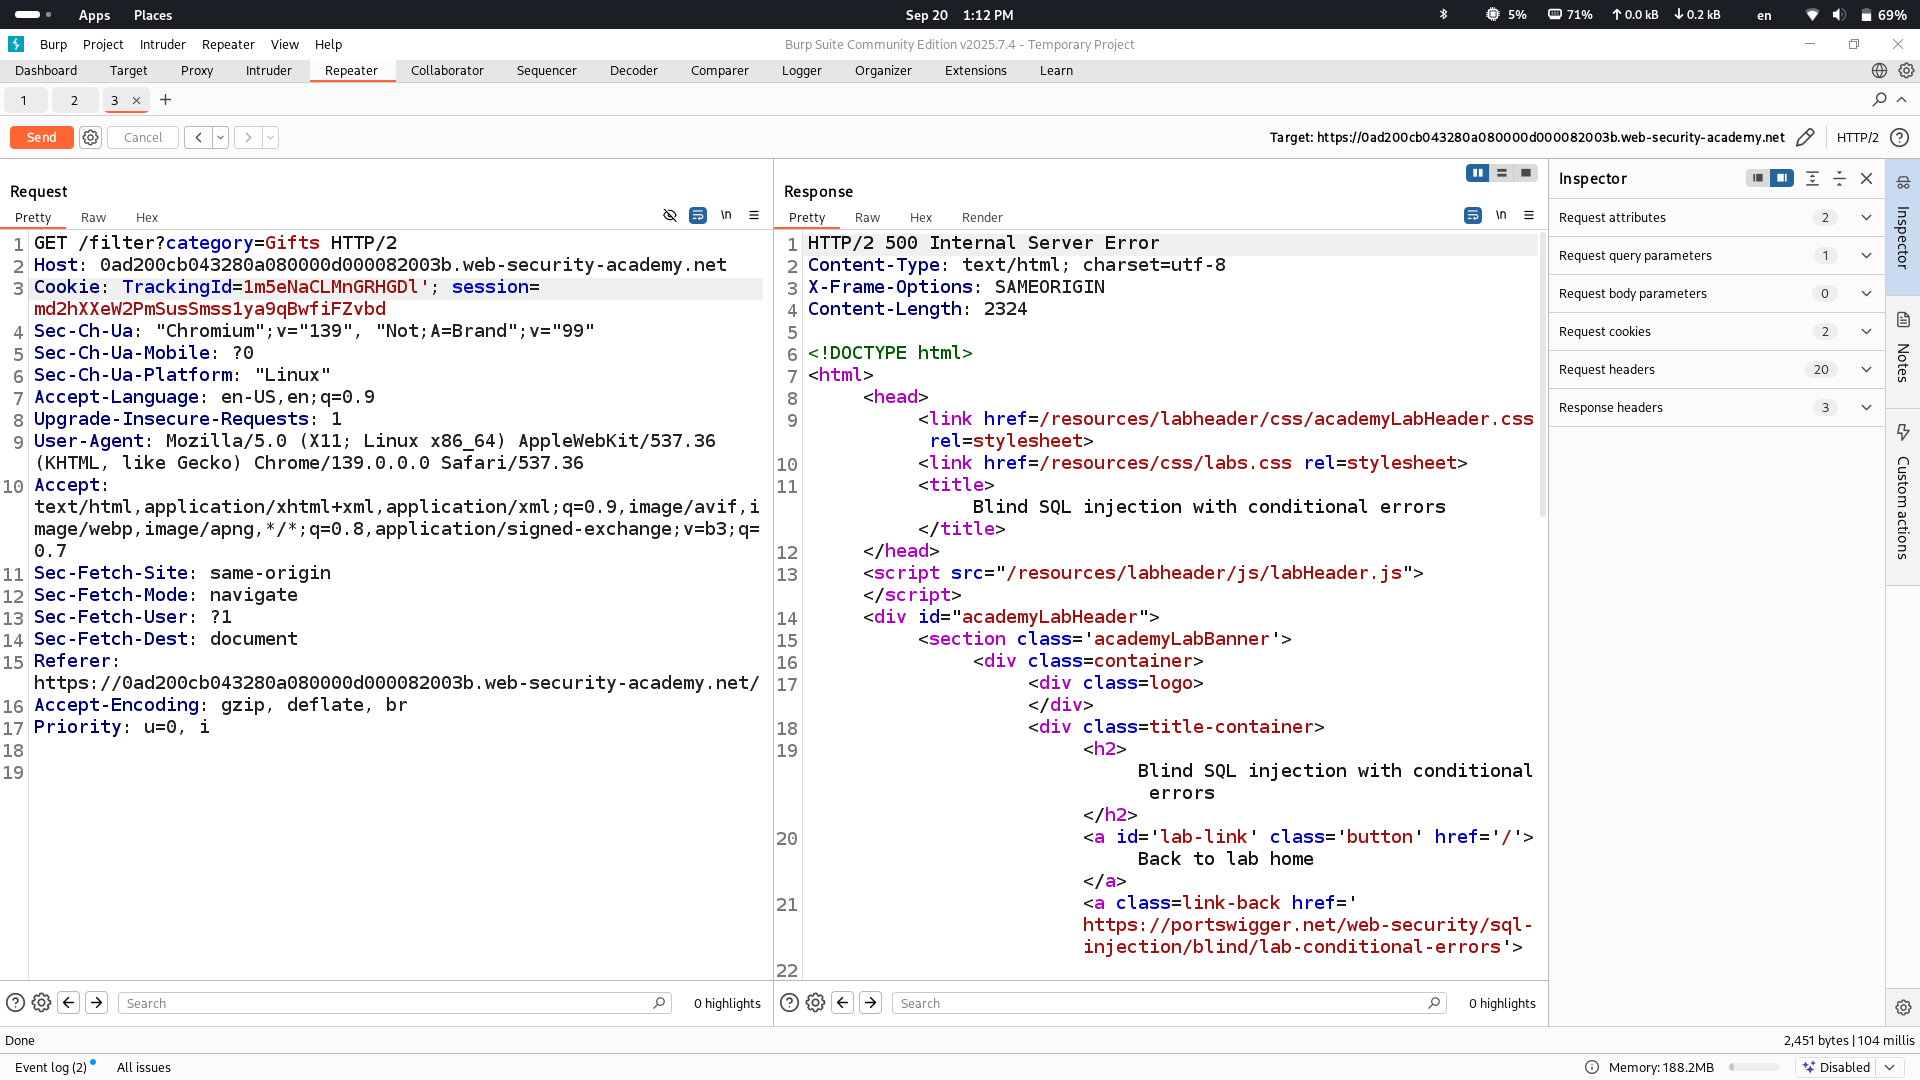 Apps Places Sep 20 1:12 PM 5% 71% 0.0 kB 0.2 kB en 69%
Burp Project Intruder Repeater View Help Burp Suite Community Edition v2025.7.4 - Temporary Project
Dashboard Target Proxy Intruder Repeater Collaborator Sequencer Decoder Comparer Logger Organizer Extensions Learn
1 2 3 × +
Send Cancel < > Target: https://0ad200cb043280a080000d000082003b.web-security-academy.net HTTP/2 ?
Request
Pretty Raw Hex \n
1 GET /filter?category=Gifts HTTP/2
2 Host: 0ad200cb043280a080000d000082003b.web-security-academy.net
3 Cookie: TrackingId=1m5eNaCLMnGRHGDl'; session=
md2hXXeW2PmSusSmss1ya9qBwfiFZvbd
4 Sec-Ch-Ua: "Chromium";v="139", "Not;A=Brand";v="99"
5 Sec-Ch-Ua-Mobile: ?0
6 Sec-Ch-Ua-Platform: "Linux"
7 Accept-Language: en-US,en;q=0.9
8 Upgrade-Insecure-Requests: 1
9 User-Agent: Mozilla/5.0 (X11; Linux x86_64) AppleWebKit/537.36
(KHTML, like Gecko) Chrome/139.0.0.0 Safari/537.36
10 Accept:
text/html,application/xhtml+xml,application/xml;q=0.9,image/avif,i
mage/webp,image/apng,*/*;q=0.8,application/signed-exchange;v=b3;q=
0.7
11 Sec-Fetch-Site: same-origin
12 Sec-Fetch-Mode: navigate
13 Sec-Fetch-User: ?1
14 Sec-Fetch-Dest: document
15 Referer:
https://0ad200cb043280a080000d000082003b.web-security-academy.net/
16 Accept-Encoding: gzip, deflate, br
17 Priority: u=0, i
18
19
Search 0 highlights
Response
Pretty Raw Hex Render \n
1 HTTP/2 500 Internal Server Error
2 Content-Type: text/html; charset=utf-8
3 X-Frame-Options: SAMEORIGIN
4 Content-Length: 2324
5
6 <!DOCTYPE html>
7 <html>
8 <head>
9 <link href=/resources/labheader/css/academyLabHeader.css
rel=stylesheet>
10 <link href=/resources/css/labs.css rel=stylesheet>
11 <title>
Blind SQL injection with conditional errors
</title>
12 </head>
13 <script src="/resources/labheader/js/labHeader.js">
</script>
14 <div id="academyLabHeader">
15 <section class='academyLabBanner'>
16 <div class=container>
17 <div class=logo>
</div>
18 <div class=title-container>
19 <h2>
Blind SQL injection with conditional
errors
</h2>
20 <a id='lab-link' class='button' href='/'>
Back to lab home
</a>
21 <a class=link-back href='
https://portswigger.net/web-security/sql-
injection/blind/lab-conditional-errors'>
22
Search 0 highlights
Inspector
Request attributes 2
Request query parameters 1
Request body parameters 0
Request cookies 2
Request headers 20
Response headers 3
Inspector
Notes
Custom actions
Done 2,451 bytes | 104 millis
Event log (2) All issues Memory: 188.2MB Disabled